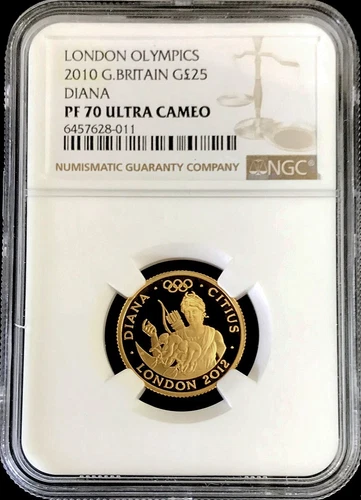 LONDON OLYMPICS
2010 G.BRITAIN G£25
DIANA
PF 70 ULTRA CAMEO
6457628-011
NUMISMATIC GUARANTY COMPANY
NGC
DIANA · CITIUS
LONDON 2012